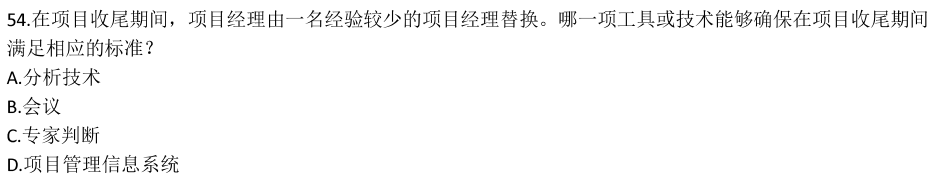 54.在项目收尾期间，项目经理由一名经验较少的项目经理替换。哪一项工具或技术能够确保在项目收尾期间
满足相应的标准？
A.分析技术
B.会议
C.专家判断
D.项目管理信息系统